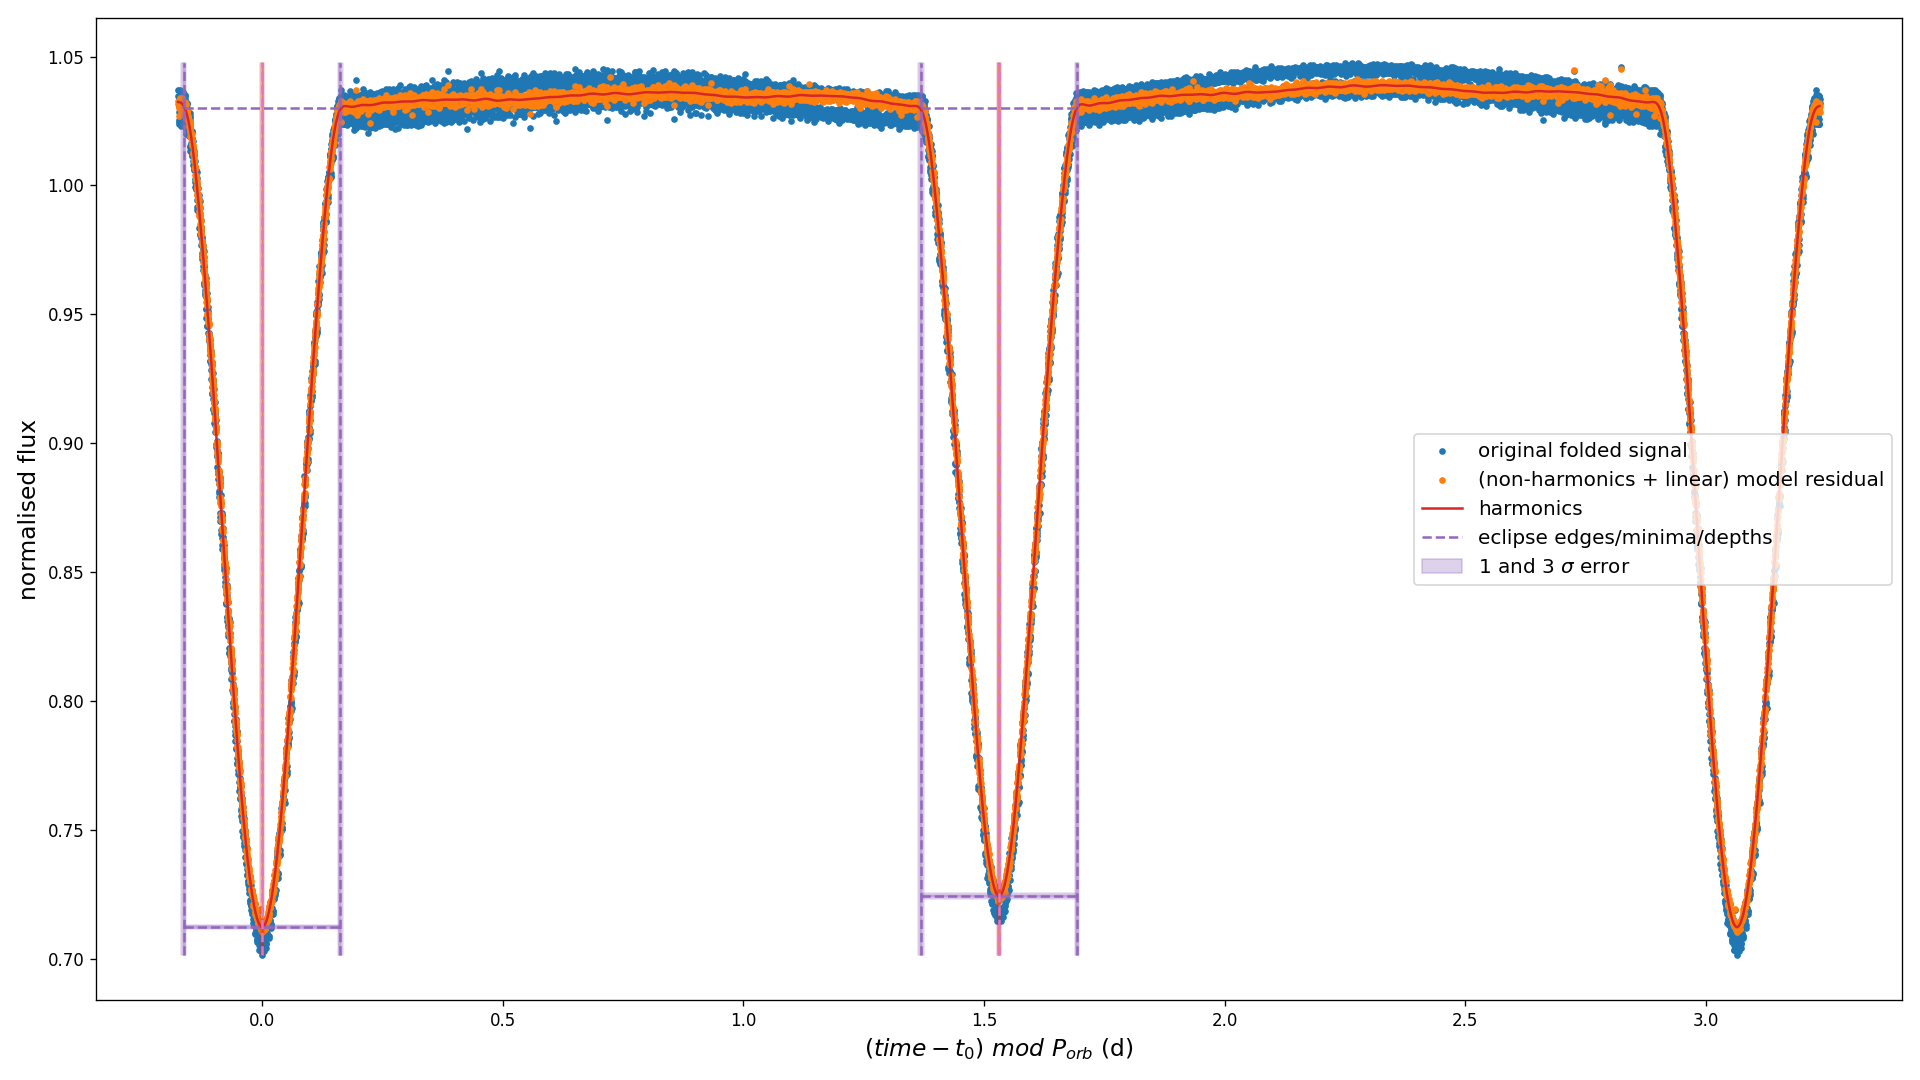 1.05
1.00
0.95
0.90
0.85
0.80
0.75
0.70
normalised flux
original folded signal
(non-harmonics + linear) model residual
harmonics
eclipse edges/minima/depths
1 and 3 σ error
0.0 0.5 1.0 1.5 2.0 2.5 3.0
(time − t₀) mod P_orb (d)